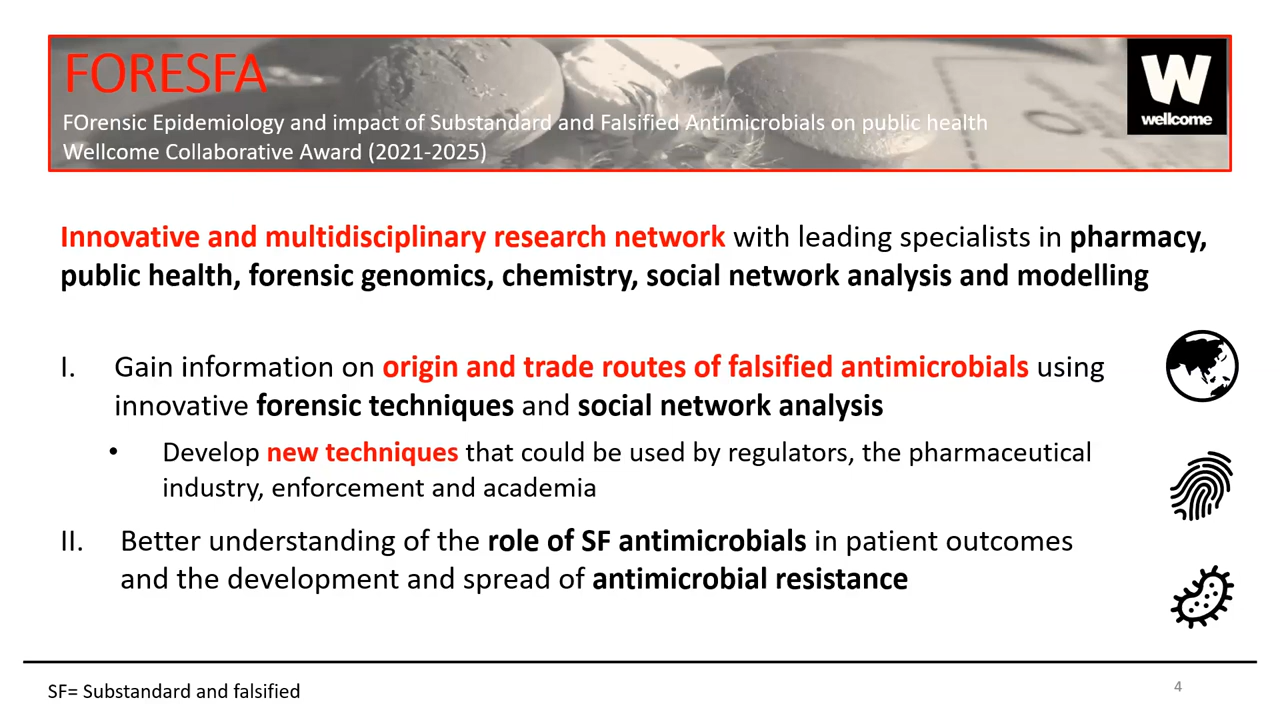 FORESFA
FOrensic Epidemiology and impact of Substandard and Falsified Antimicrobials on public health
Wellcome Collaborative Award (2021-2025)
W
wellcome
Innovative and multidisciplinary research network with leading specialists in pharmacy,
public health, forensic genomics, chemistry, social network analysis and modelling
I. Gain information on origin and trade routes of falsified antimicrobials using
innovative forensic techniques and social network analysis
• Develop new techniques that could be used by regulators, the pharmaceutical
industry, enforcement and academia
II. Better understanding of the role of SF antimicrobials in patient outcomes
and the development and spread of antimicrobial resistance
SF= Substandard and falsified
4